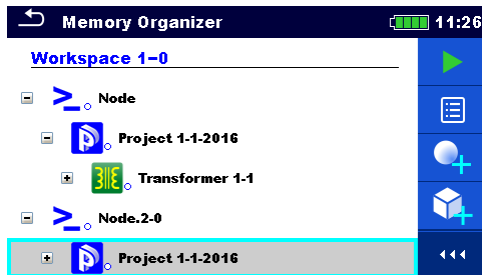 Memory Organizer 11:26
Workspace 1-0
Node
Project 1-1-2016
Transformer 1-1
Node.2-0
Project 1-1-2016